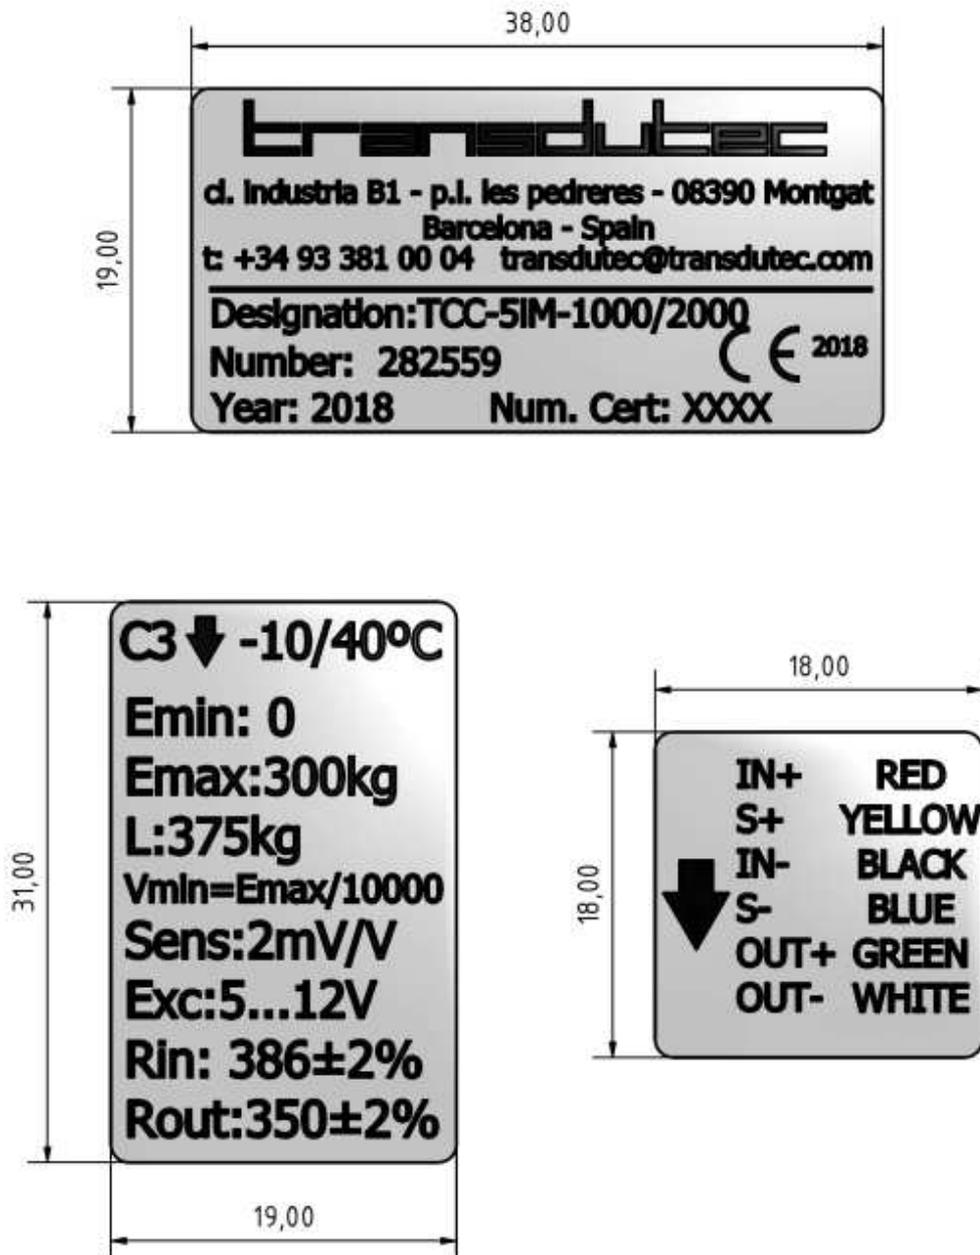 38,00
19,00
transdutec
cl. industria B1 - p.i. les pedreres - 08390 Montgat
Barcelona - Spain
t: +34 93 381 00 04 transdutec@transdutec.com
Designation:TCC-5IM-1000/2000
Number: 282559
CE 2018
Year: 2018 Num. Cert: XXXX
31,00
C3 -10/40ºC
Emin: 0
Emax:300kg
L:375kg
Vmin=Emax/10000
Sens:2mV/V
Exc:5...12V
Rin: 386±2%
Rout:350±2%
19,00
18,00
18,00
IN+ RED
S+ YELLOW
IN- BLACK
S- BLUE
OUT+ GREEN
OUT- WHITE